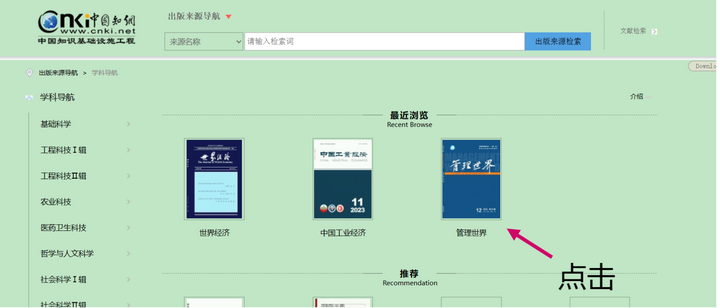 Cnki中国知网
www.cnki.net
中国知识基础设施工程
出版来源导航
来源名称
请输入检索词
出版来源检索
文献检索
出版来源导航 > 学科导航
Downlo
学科导航
介绍
基础科学
工程科技Ⅰ辑
工程科技Ⅱ辑
农业科技
医药卫生科技
哲学与人文科学
社会科学Ⅰ辑
社会科学Ⅱ辑
最近浏览
Recent Browse
世界经济
中国工业经济
11
2023
管理世界
12
世界经济
中国工业经济
管理世界
点击
推荐
Recommendation